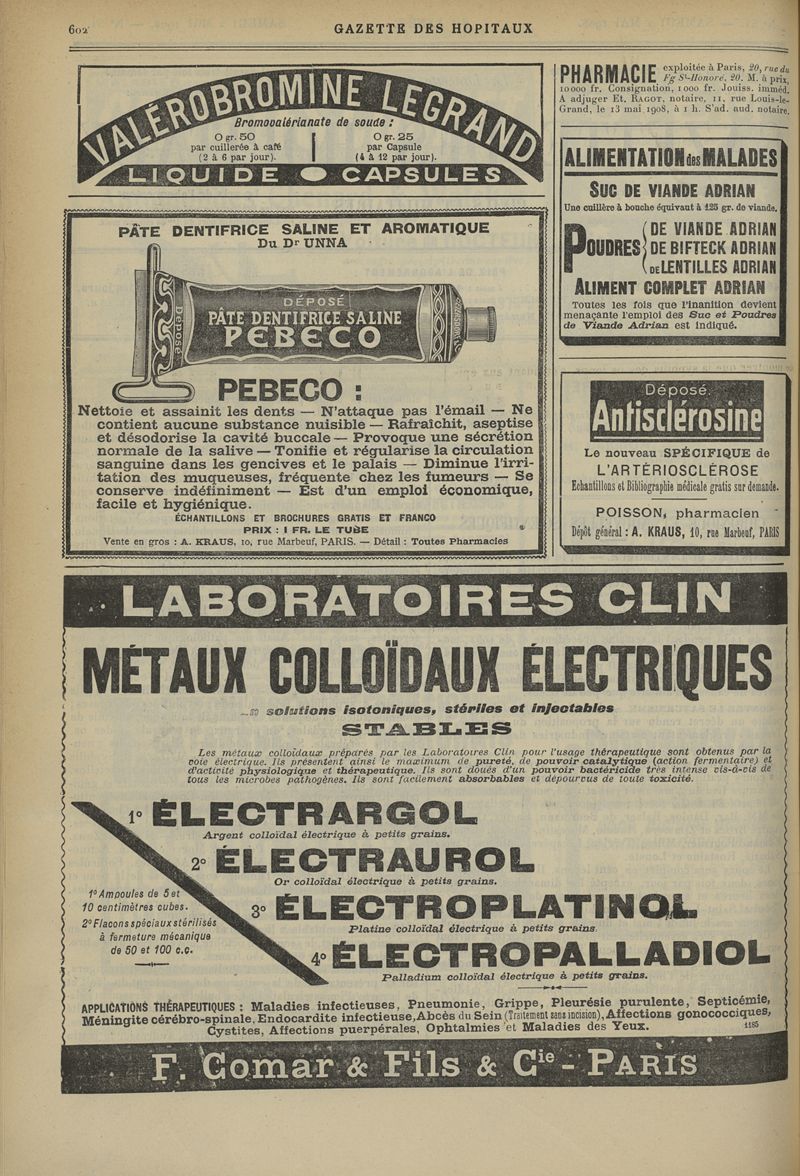 602
GAZETTE DES HOPITAUX
VALÉROBROMINE LEGRAND
Bromovalérianate de soude :
0 gr. 50
par cuillerée à café
(2 à 6 par jour).
0 gr. 25
par Capsule
(4 à 12 par jour).
LIQUIDE CAPSULES
PÂTE DENTIFRICE SALINE ET AROMATIQUE
Du Dr UNNA
DÉPOSÉ
PÂTE DENTIFRICE SALINE
PEBECO
Déposé
PEBECO :
Nettoie et assainit les dents — N'attaque pas l'émail — Ne
contient aucune substance nuisible — Rafraîchit, aseptise
et désodorise la cavité buccale — Provoque une sécrétion
normale de la salive — Tonifie et régularise la circulation
sanguine dans les gencives et le palais — Diminue l'irri-
tation des muqueuses, fréquente chez les fumeurs — Se
conserve indéfiniment — Est d'un emploi économique,
facile et hygiénique.
ÉCHANTILLONS ET BROCHURES GRATIS ET FRANCO
PRIX : 1 FR. LE TUBE
Vente en gros : A. KRAUS, 10, rue Marbeuf, PARIS. — Détail : Toutes Pharmacies
PHARMACIE exploitée à Paris, 20, rue du
Fg St-Honoré, 20. M. à prix,
10000 fr. Consignation, 1000 fr. Jouiss. imméd.
A adjuger Et. RAGOT, notaire, 11, rue Louis-le-
Grand, le 13 mai 1908, à 1 h. S'ad. aud. notaire.
ALIMENTATION des MALADES
SUC DE VIANDE ADRIAN
Une cuillère à bouche équivaut à 125 gr. de viande.
POUDRES
DE VIANDE ADRIAN
DE BIFTECK ADRIAN
DE LENTILLES ADRIAN
ALIMENT COMPLET ADRIAN
Toutes les fois que l'inanition devient
menaçante l'emploi des Suc et Poudres
de Viande Adrian est indiqué.
Déposé.
Antisclérosine
Le nouveau SPÉCIFIQUE de
L'ARTÉRIOSCLÉROSE
Echantillons et Bibliographie médicale gratis sur demande.
POISSON, pharmacien
Dépôt général : A. KRAUS, 10, rue Marbeuf, PARIS
LABORATOIRES CLIN
MÉTAUX COLLOÏDAUX ÉLECTRIQUES
solutions isotoniques, stériles et injectables
STABLES
Les métaux colloïdaux préparés par les Laboratoires Clin pour l'usage thérapeutique sont obtenus par la
voie électrique. Ils présentent ainsi le maximum de pureté, de pouvoir catalytique (action fermentaire) et
d'activité physiologique et thérapeutique. Ils sont doués d'un pouvoir bactéricide très intense vis-à-vis de
tous les microbes pathogènes. Ils sont facilement absorbables et dépourvus de toute toxicité.
1° ÉLECTRARGOL
Argent colloïdal électrique à petits grains.
2° ÉLECTRAUROL
Or colloïdal électrique à petits grains.
3° ÉLECTROPLATINOL
Platine colloïdal électrique à petits grains.
4° ÉLECTROPALLADIOL
Palladium colloïdal électrique à petits grains.
1° Ampoules de 5 et
10 centimètres cubes.
2° Flacons spéciaux stérilisés
à fermeture mécanique
de 50 et 100 c.c.
APPLICATIONS THÉRAPEUTIQUES : Maladies infectieuses, Pneumonie, Grippe, Pleurésie purulente, Septicémie,
Méningite cérébro-spinale, Endocardite infectieuse, Abcès du Sein (Traitement sans incision), Affections gonococciques,
Cystites, Affections puerpérales, Ophtalmies et Maladies des Yeux.
1185
F. Comar & Fils & Cie - PARIS